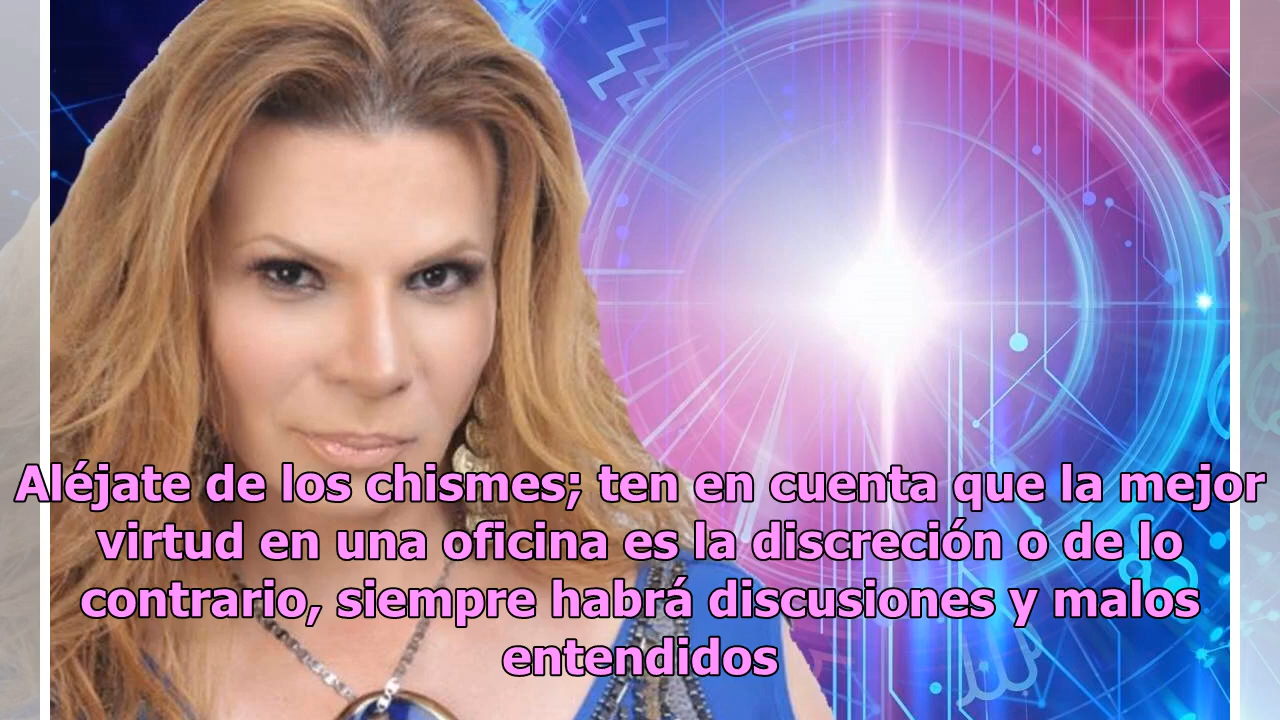 Aléjate de los chismes; ten en cuenta que la mejor
virtud en una oficina es la discreción o de lo
contrario, siempre habrá discusiones y malos
entendidos